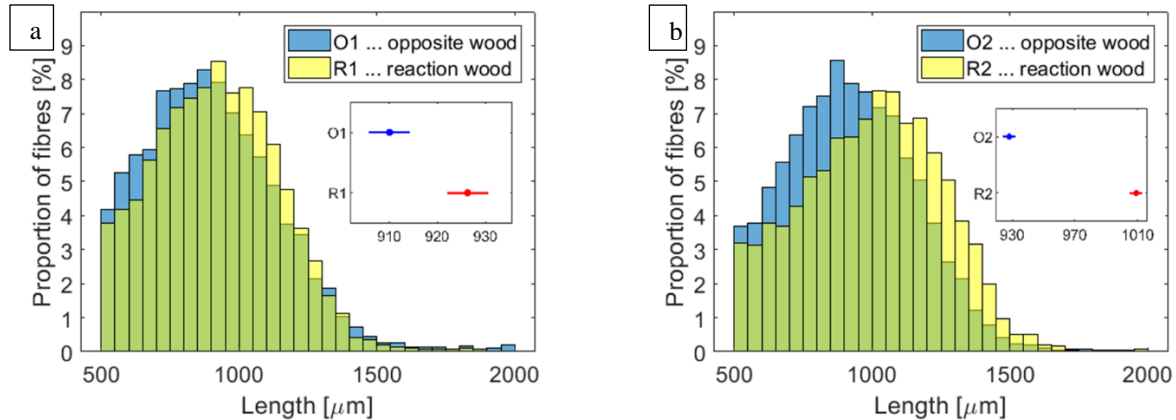 a
Proportion of fibres [%]
9
8
7
6
5
4
3
2
1
0
O1 ... opposite wood
R1 ... reaction wood
O1
R1
910 920 930
500 1000 1500 2000
Length [μm]
b
Proportion of fibres [%]
9
8
7
6
5
4
3
2
1
0
O2 ... opposite wood
R2 ... reaction wood
O2
R2
930 970 1010
500 1000 1500 2000
Length [μm]